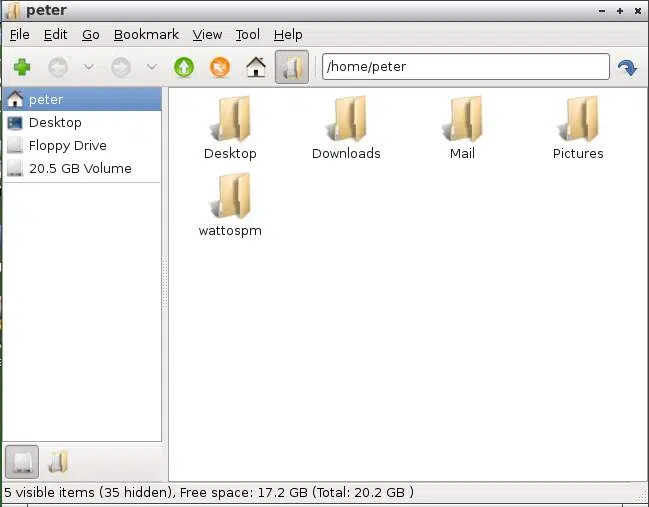 peter
File Edit Go Bookmark View Tool Help
/home/peter
peter
Desktop
Floppy Drive
20.5 GB Volume
Desktop Downloads Mail Pictures
wattospm
5 visible items (35 hidden), Free space: 17.2 GB (Total: 20.2 GB )